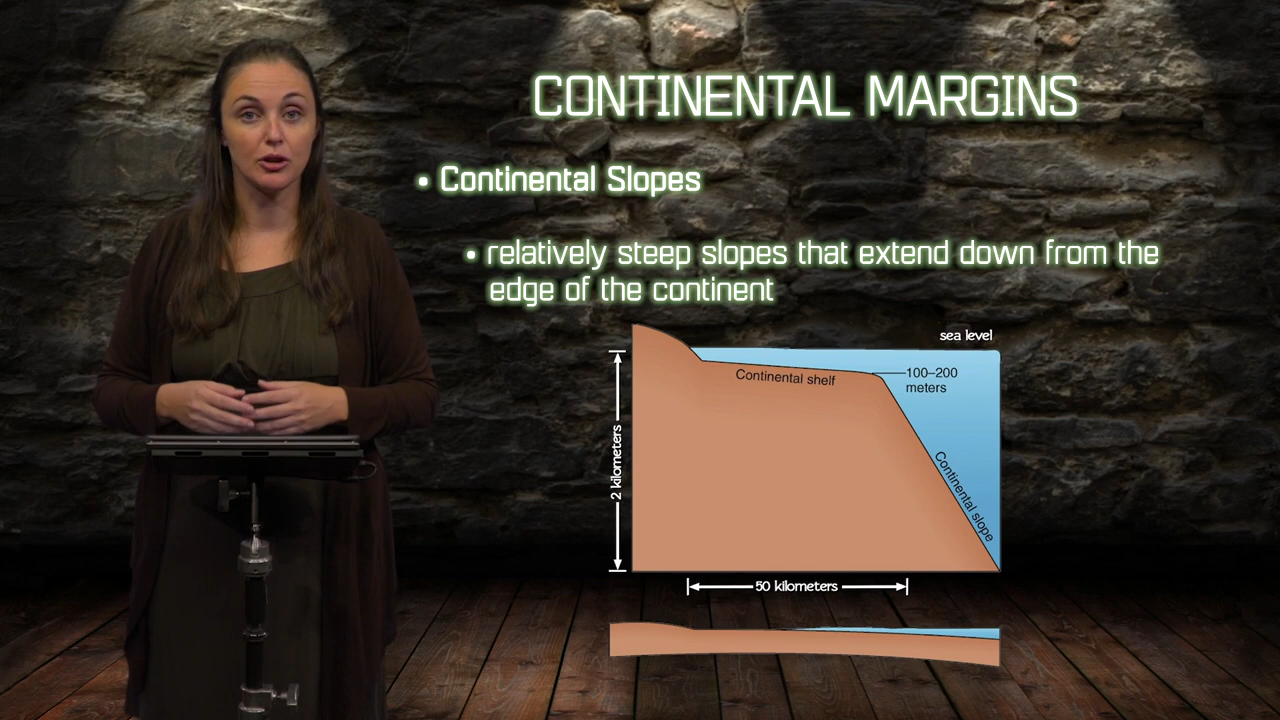 CONTINENTAL MARGINS
• Continental Slopes
• relatively steep slopes that extend down from the
edge of the continent
sea level
Continental shelf
100–200
meters
2 kilometers
Continental slope
50 kilometers